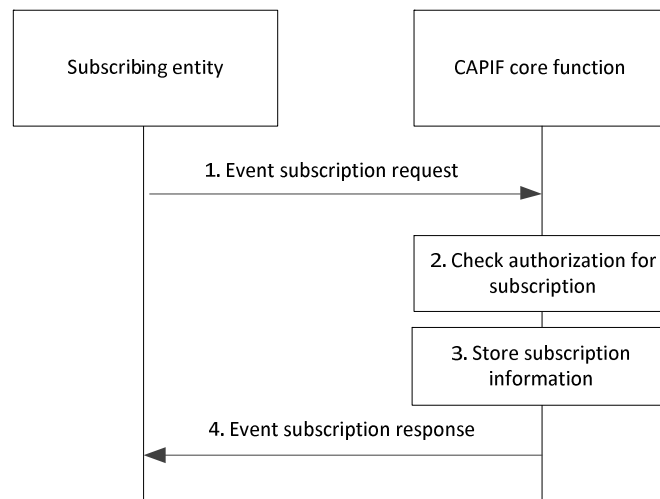 Subscribing entity
CAPIF core function
1. Event subscription request
2. Check authorization for
subscription
3. Store subscription
information
4. Event subscription response